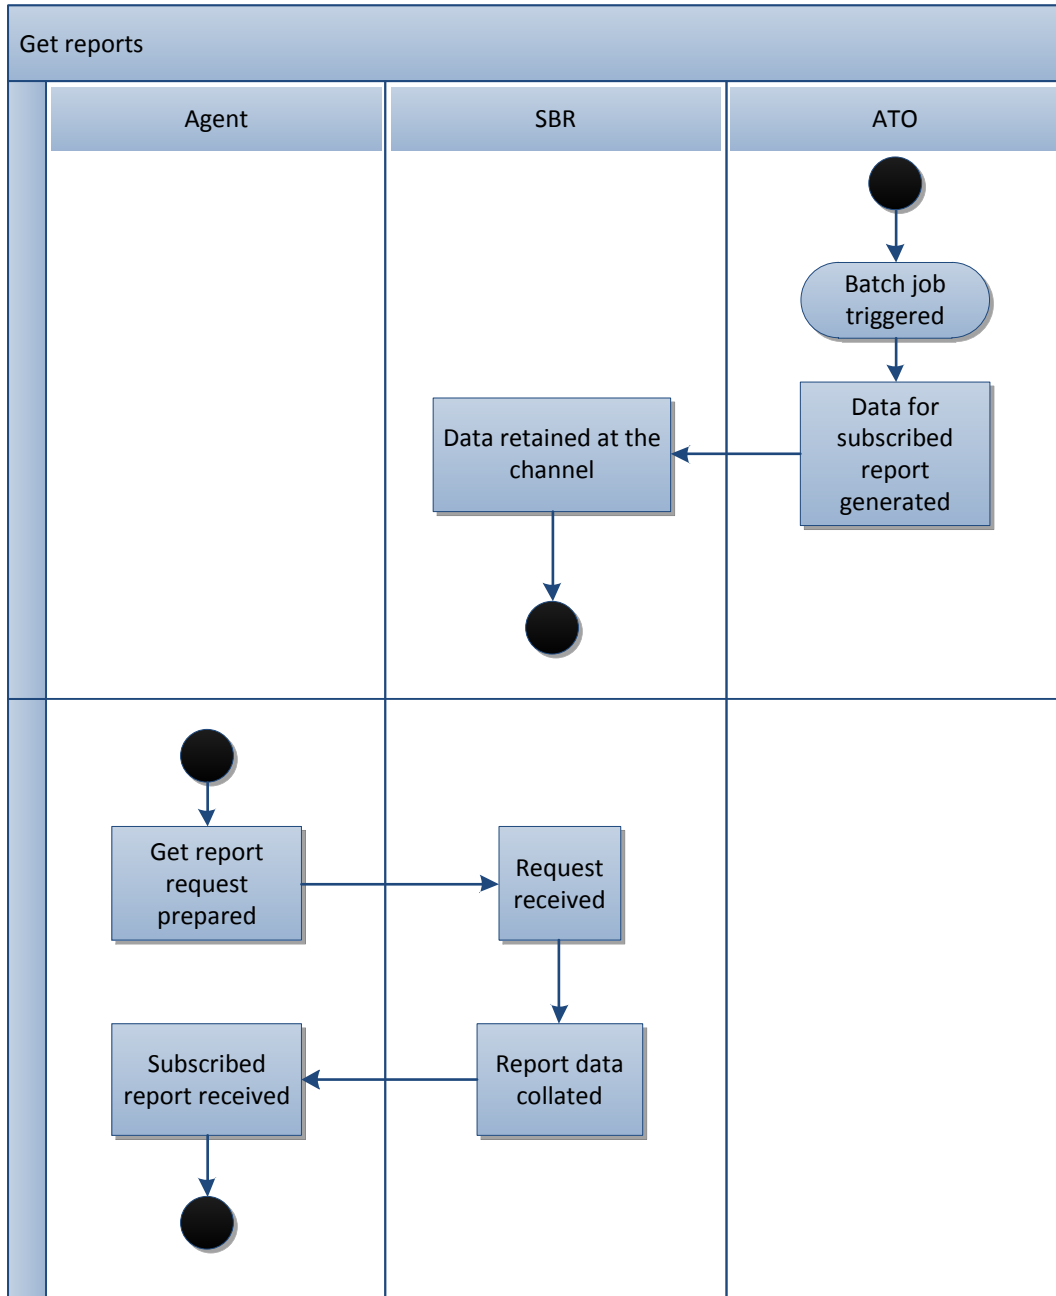 Get reports
Agent
SBR
ATO
Batch job
triggered
Data for
subscribed
report
generated
Data retained at the
channel
Get report
request
prepared
Request
received
Report data
collated
Subscribed
report received